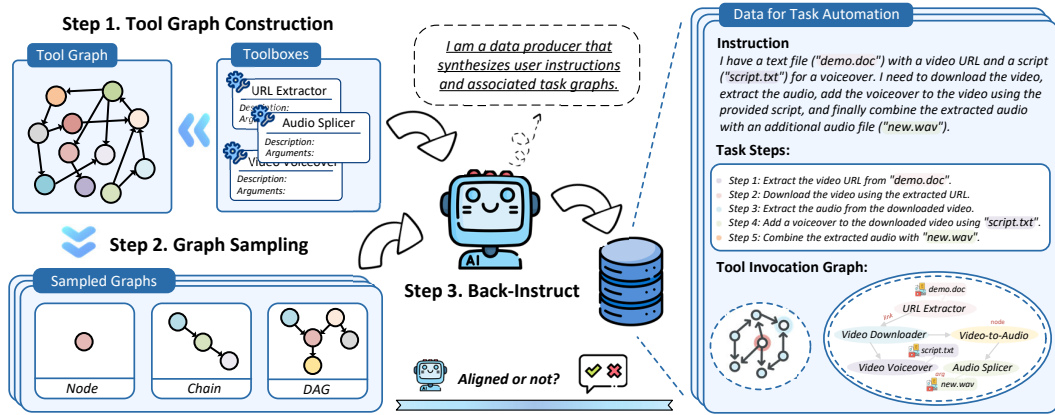 Step 1. Tool Graph Construction
Tool Graph
Toolboxes
URL Extractor
Description:
Arguments:
Audio Splicer
Description:
Arguments:
Video Voiceover
Description:
Arguments:
I am a data producer that
synthesizes user instructions
and associated task graphs.
Step 2. Graph Sampling
Sampled Graphs
Node
Chain
DAG
AI
Step 3. Back-Instruct
AI
Aligned or not?
Data for Task Automation
Instruction
I have a text file ("demo.doc") with a video URL and a script
("script.txt") for a voiceover. I need to download the video,
extract the audio, add the voiceover to the video using the
provided script, and finally combine the extracted audio
with an additional audio file ("new.wav").
Task Steps:
Step 1: Extract the video URL from "demo.doc".
Step 2: Download the video using the extracted URL.
Step 3: Extract the audio from the downloaded video.
Step 4: Add a voiceover to the downloaded video using "script.txt".
Step 5: Combine the extracted audio with "new.wav".
Tool Invocation Graph:
demo.doc
URL Extractor
link
node
Video Downloader
Video-to-Audio
script.txt
Video Voiceover
Audio Splicer
arg
new.wav